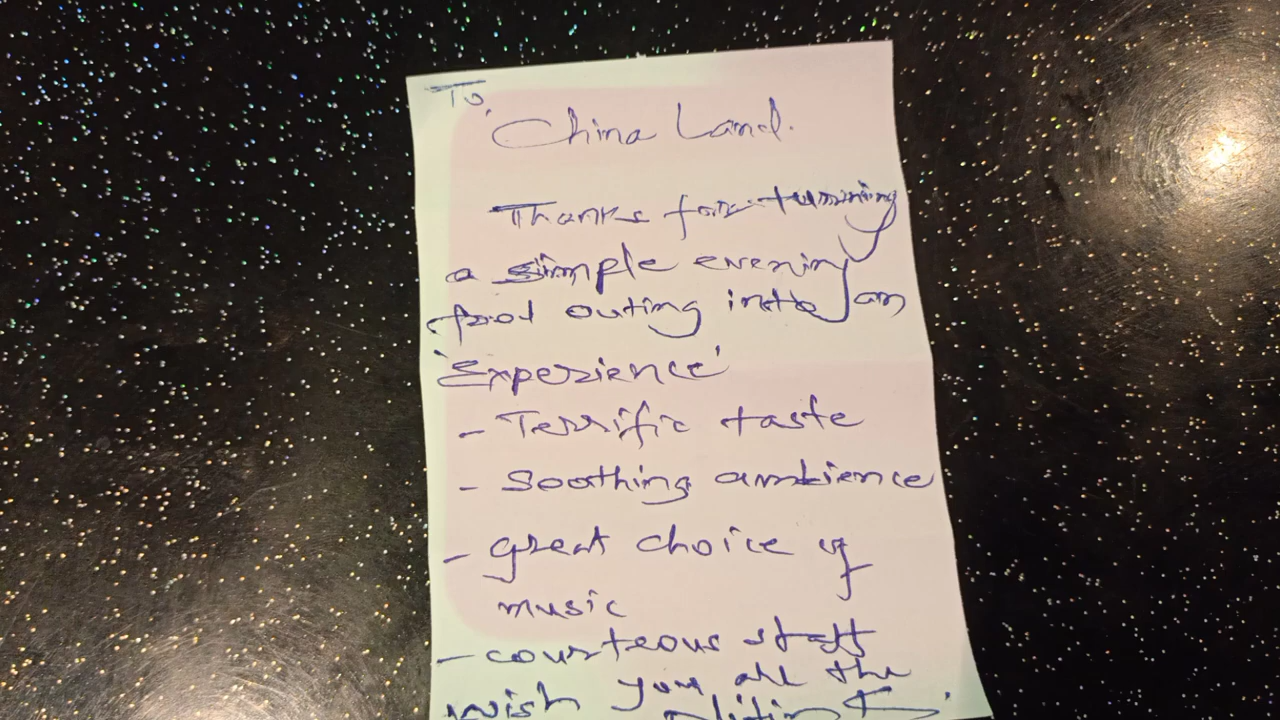 To,
China Land.
Thanks for turning
a simple evening
food outing into an
'Experience'
- Terrific taste
- Soothing ambience
- great choice of
music
- courteous staff
wish you all the